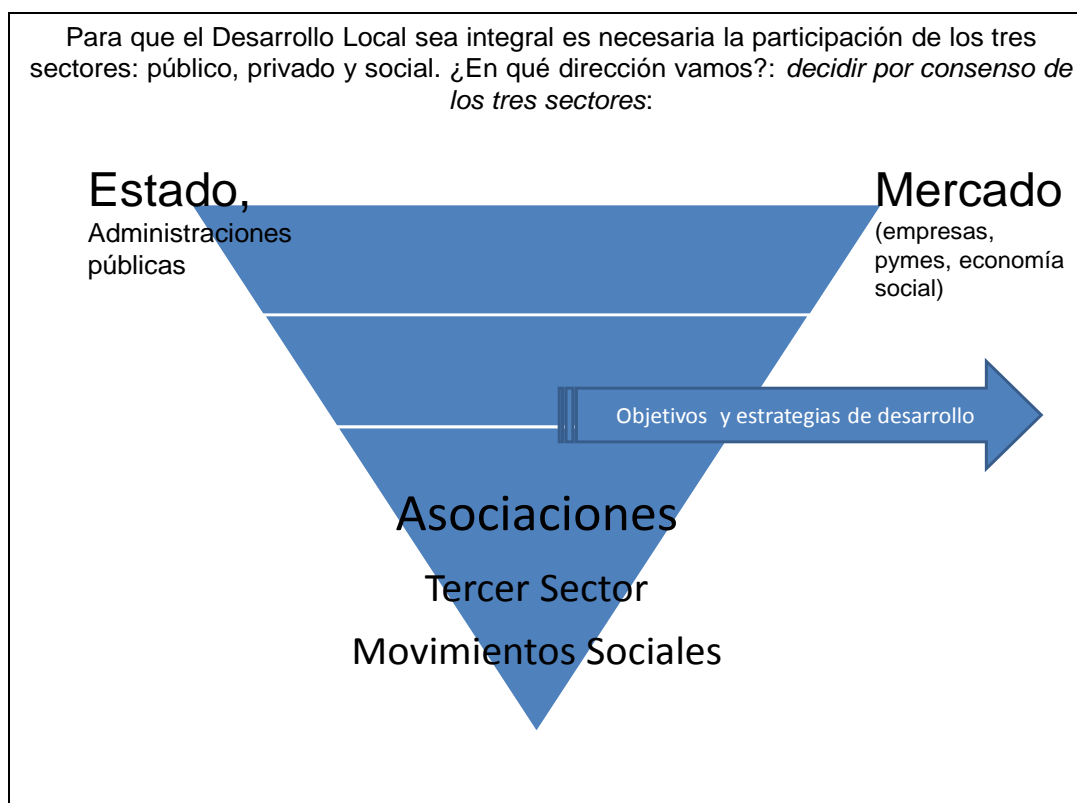 Para que el Desarrollo Local sea integral es necesaria la participación de los tres
sectores: público, privado y social. ¿En qué dirección vamos?: decidir por consenso de
los tres sectores:
Estado,
Administraciones
públicas
Mercado
(empresas,
pymes, economía
social)
Objetivos y estrategias de desarrollo
Asociaciones
Tercer Sector
Movimientos Sociales